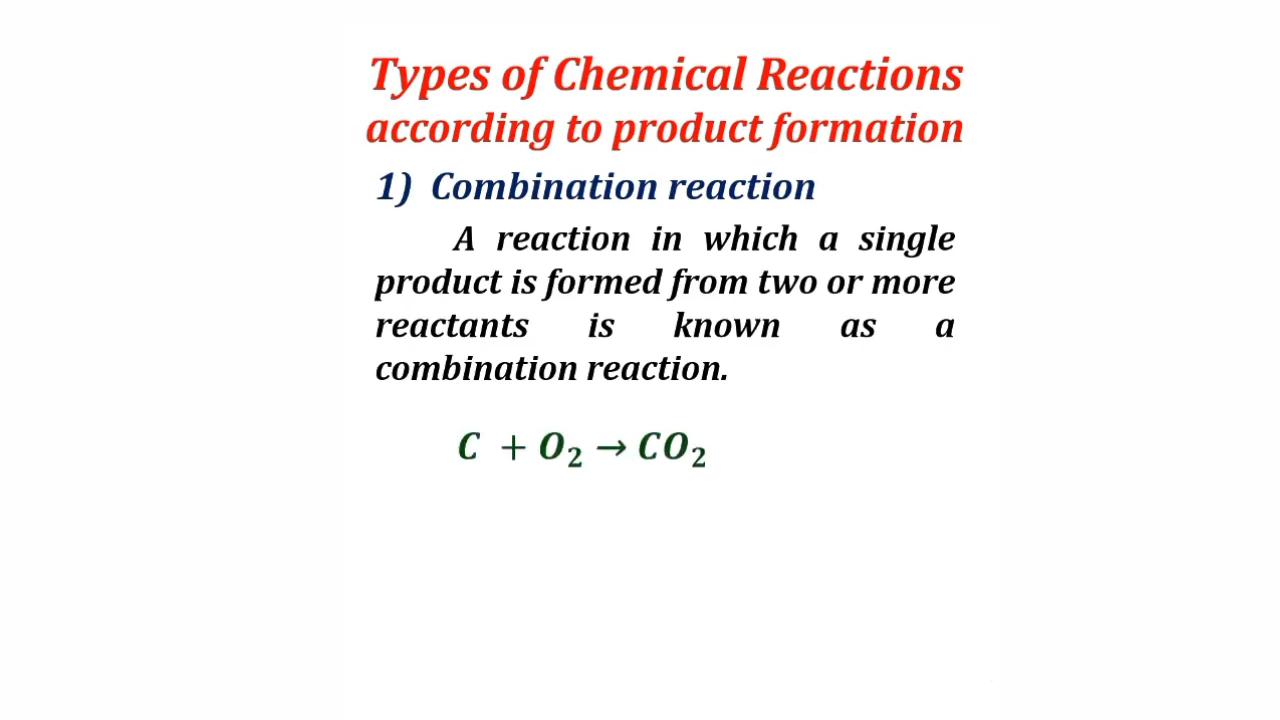 Types of Chemical Reactions
according to product formation
1) Combination reaction
A reaction in which a single
product is formed from two or more
reactants is known as a
combination reaction.
C + O₂ → CO₂